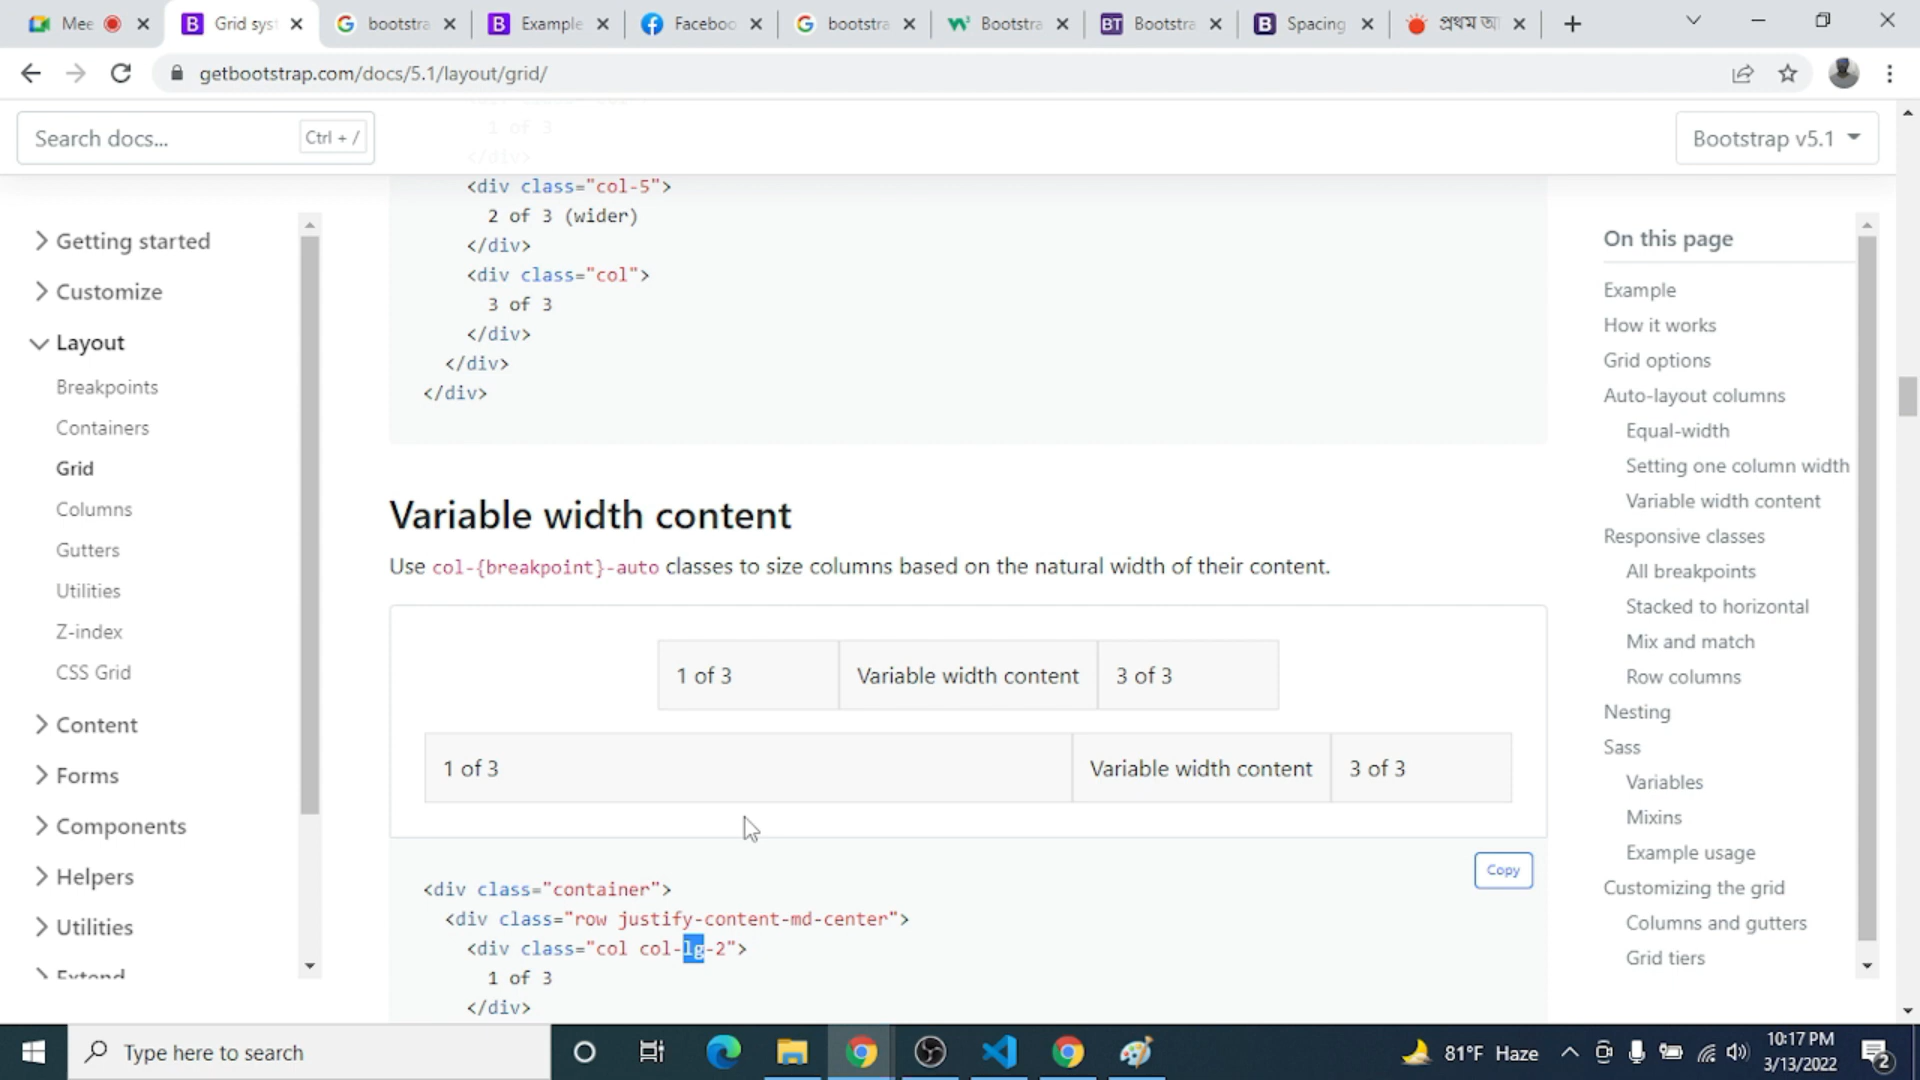 Mee
Grid sys
bootstra
Example
Faceboo
bootstra
Bootstra
Bootstra
Spacing
প্রথম আ
getbootstrap.com/docs/5.1/layout/grid/
Search docs...
Ctrl + /
Bootstrap v5.1
1 of 3
</div>
<div class="col-5">
2 of 3 (wider)
</div>
<div class="col">
3 of 3
</div>
</div>
</div>
Getting started
Customize
Layout
Breakpoints
Containers
Grid
Columns
Gutters
Utilities
Z-index
CSS Grid
Content
Forms
Components
Helpers
Utilities
Extend
Variable width content
Use col-{breakpoint}-auto classes to size columns based on the natural width of their content.
1 of 3 Variable width content 3 of 3
1 of 3 Variable width content 3 of 3
Copy
<div class="container">
<div class="row justify-content-md-center">
<div class="col col-lg-2">
1 of 3
</div>
On this page
Example
How it works
Grid options
Auto-layout columns
Equal-width
Setting one column width
Variable width content
Responsive classes
All breakpoints
Stacked to horizontal
Mix and match
Row columns
Nesting
Sass
Variables
Mixins
Example usage
Customizing the grid
Columns and gutters
Grid tiers
Type here to search
81°F Haze
10:17 PM
3/13/2022
2